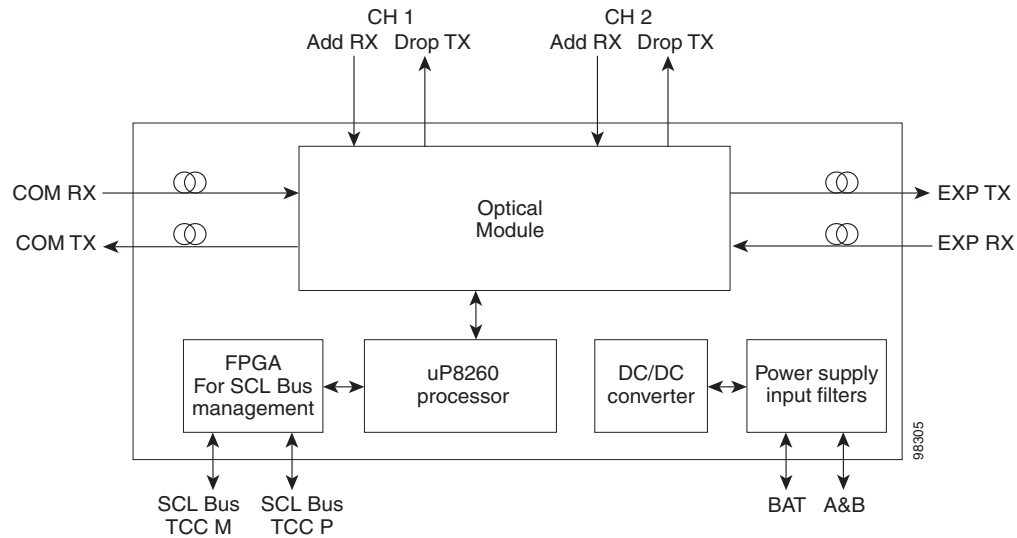 CH 1
Add RX Drop TX
CH 2
Add RX Drop TX
COM RX
COM TX
Optical
Module
EXP TX
EXP RX
FPGA
For SCL Bus
management
uP8260
processor
DC/DC
converter
Power supply
input filters
98305
SCL Bus
TCC M
SCL Bus
TCC P
BAT
A&B